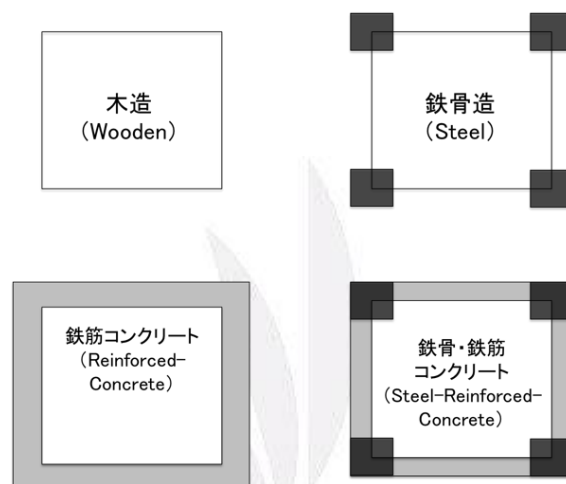 木造
(Wooden)
鉄骨造
(Steel)
鉄筋コンクリート
(Reinforced-
Concrete)
鉄骨・鉄筋
コンクリート
(Steel-Reinforced-
Concrete)